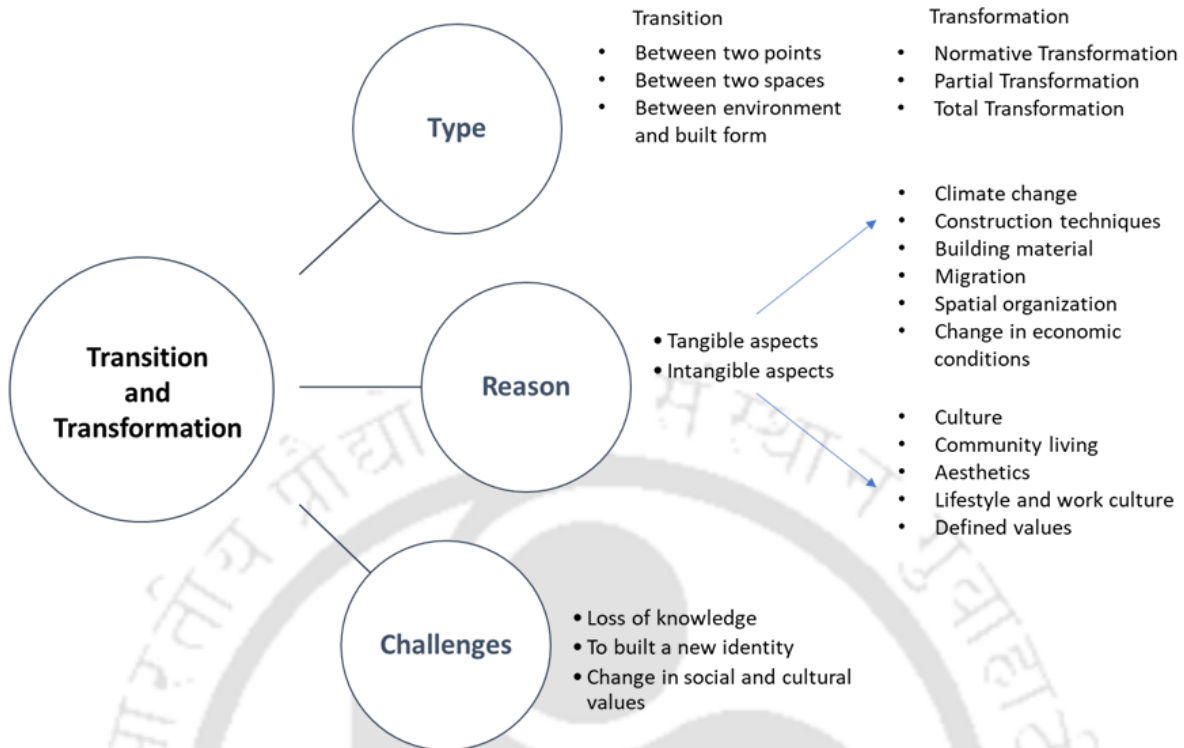 Transition
Transformation
• Between two points
• Between two spaces
• Between environment
and built form
• Normative Transformation
• Partial Transformation
• Total Transformation
Type
• Climate change
• Construction techniques
• Building material
• Migration
• Spatial organization
• Change in economic
conditions
Transition
and
Transformation
Reason
• Tangible aspects
• Intangible aspects
• Culture
• Community living
• Aesthetics
• Lifestyle and work culture
• Defined values
Challenges
• Loss of knowledge
• To built a new identity
• Change in social and cultural
values